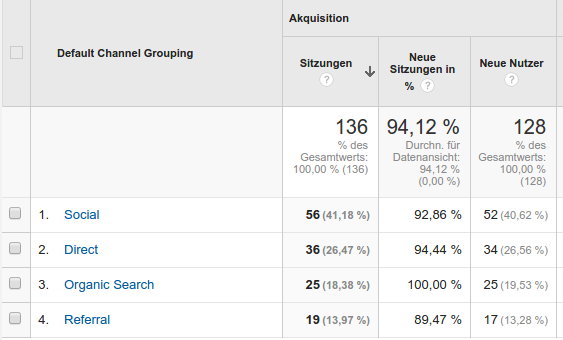 Akquisition
Default Channel Grouping
Sitzungen
?
Neue
Sitzungen in
% ?
Neue Nutzer
?
136
% des
Gesamtwerts:
100,00 % (136)
94,12 %
Durchn. für
Datenansicht:
94,12 %
(0,00 %)
128
% des
Gesamtwerts:
100,00 %
(128)
1. Social 56 (41,18 %) 92,86 % 52 (40,62 %)
2. Direct 36 (26,47 %) 94,44 % 34 (26,56 %)
3. Organic Search 25 (18,38 %) 100,00 % 25 (19,53 %)
4. Referral 19 (13,97 %) 89,47 % 17 (13,28 %)